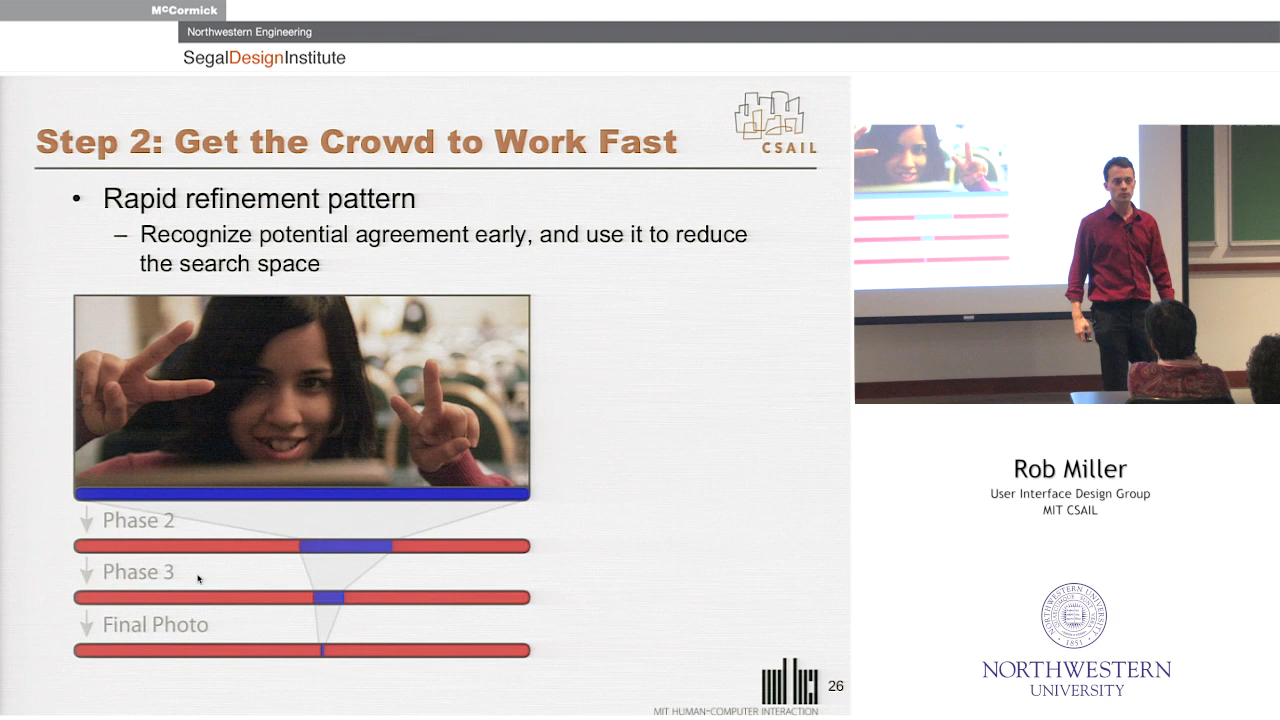 McCormick
Northwestern Engineering
SegalDesignInstitute
Step 2: Get the Crowd to Work Fast
CSAIL
• Rapid refinement pattern
– Recognize potential agreement early, and use it to reduce
the search space
Phase 2
Phase 3
Final Photo
26
MIT HUMAN-COMPUTER INTERACTION
Rob Miller
User Interface Design Group
MIT CSAIL
1851
NORTHWESTERN
UNIVERSITY